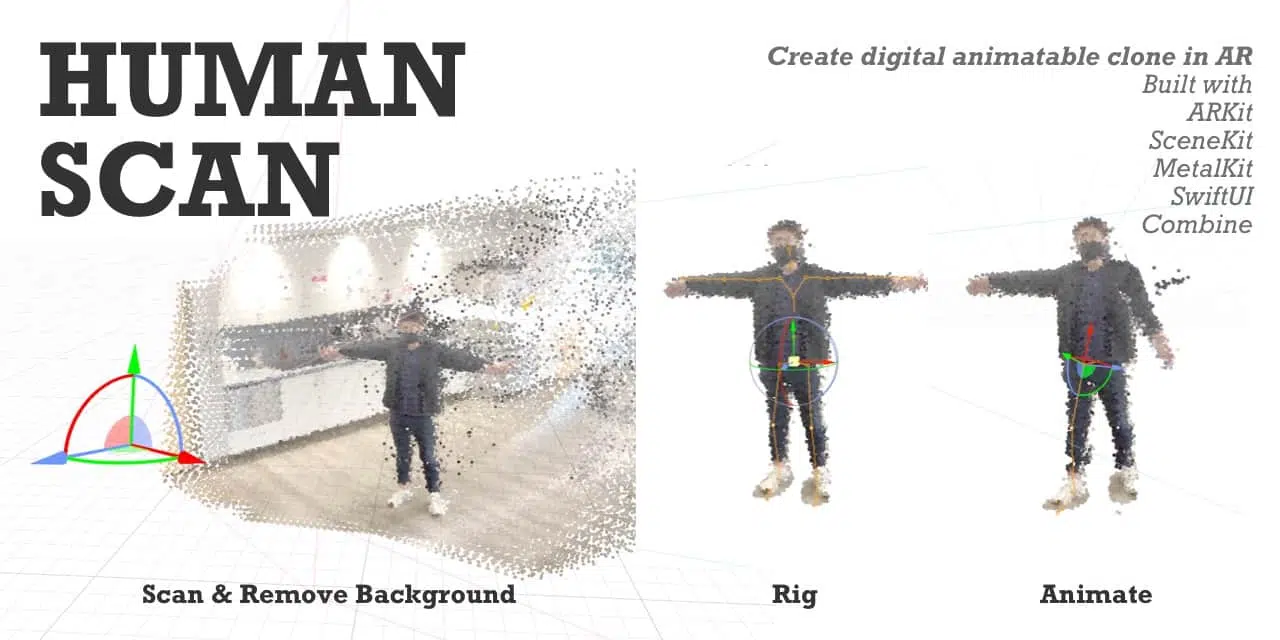 HUMAN
SCAN
Create digital animatable clone in AR
Built with
ARKit
SceneKit
MetalKit
SwiftUI
Combine
Scan & Remove Background
Rig
Animate